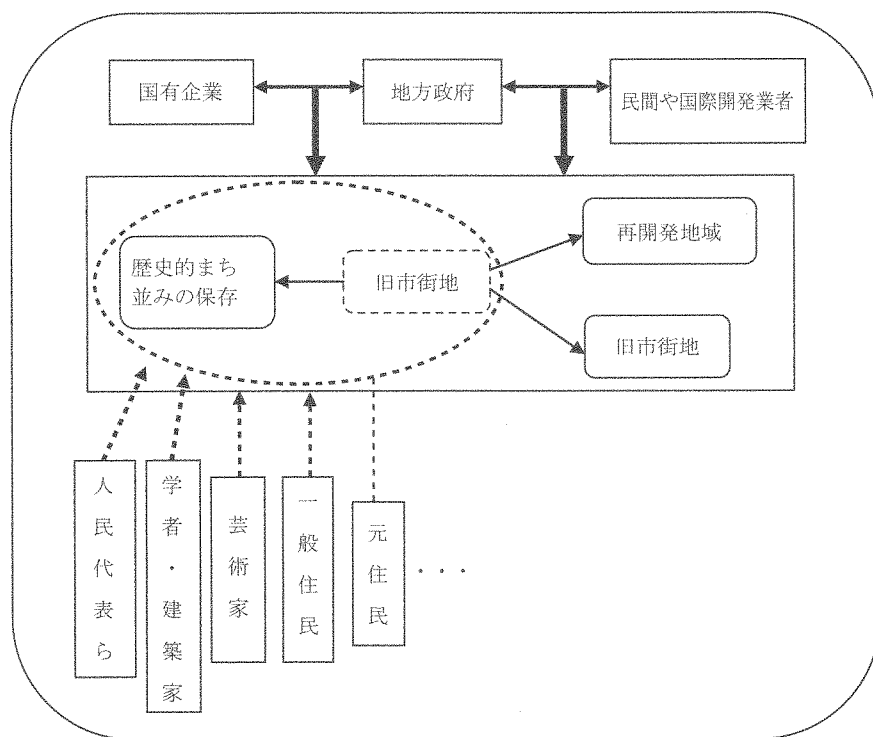 国有企業
地方政府
民間や国際開発業者
再開発地域
歴史的まち
並みの保存
旧市街地
旧市街地
人民代表ら
学者・建築家
芸術家
一般住民
元住民
・・・